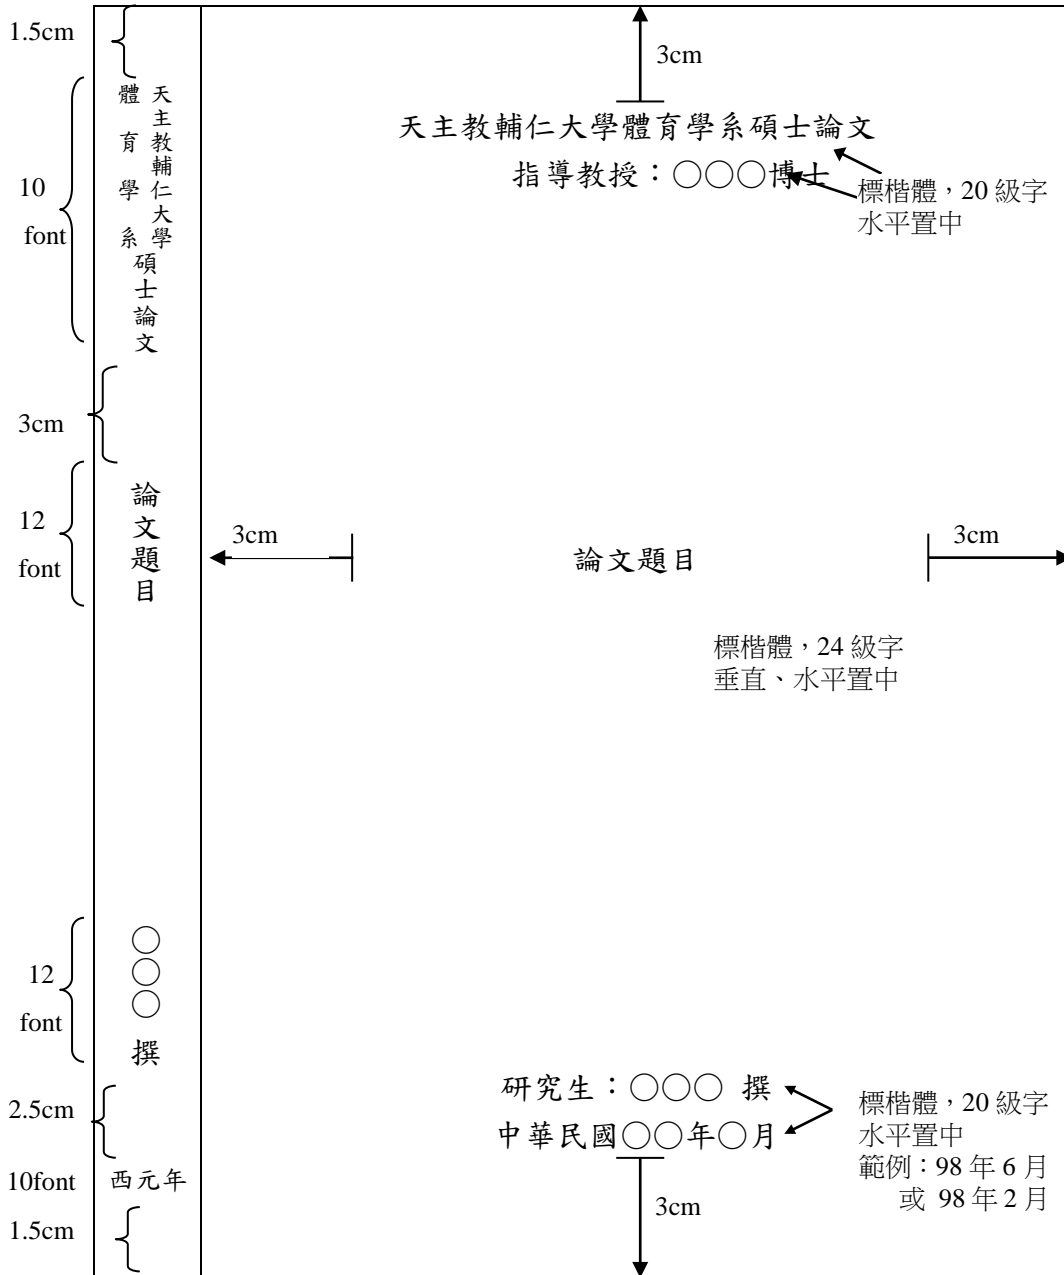 1.5cm
天主教輔仁大學
體育學系
碩士論文
10
font
3cm
論文題目
12
font
○○○
撰
12
font
2.5cm
西元年
10font
1.5cm
3cm
天主教輔仁大學體育學系碩士論文
指導教授：○○○博士
標楷體，20 級字
水平置中
3cm
論文題目
3cm
標楷體，24 級字
垂直、水平置中
研究生：○○○ 撰
中華民國○○年○月
標楷體，20 級字
水平置中
範例：98 年 6 月
或 98 年 2 月
3cm